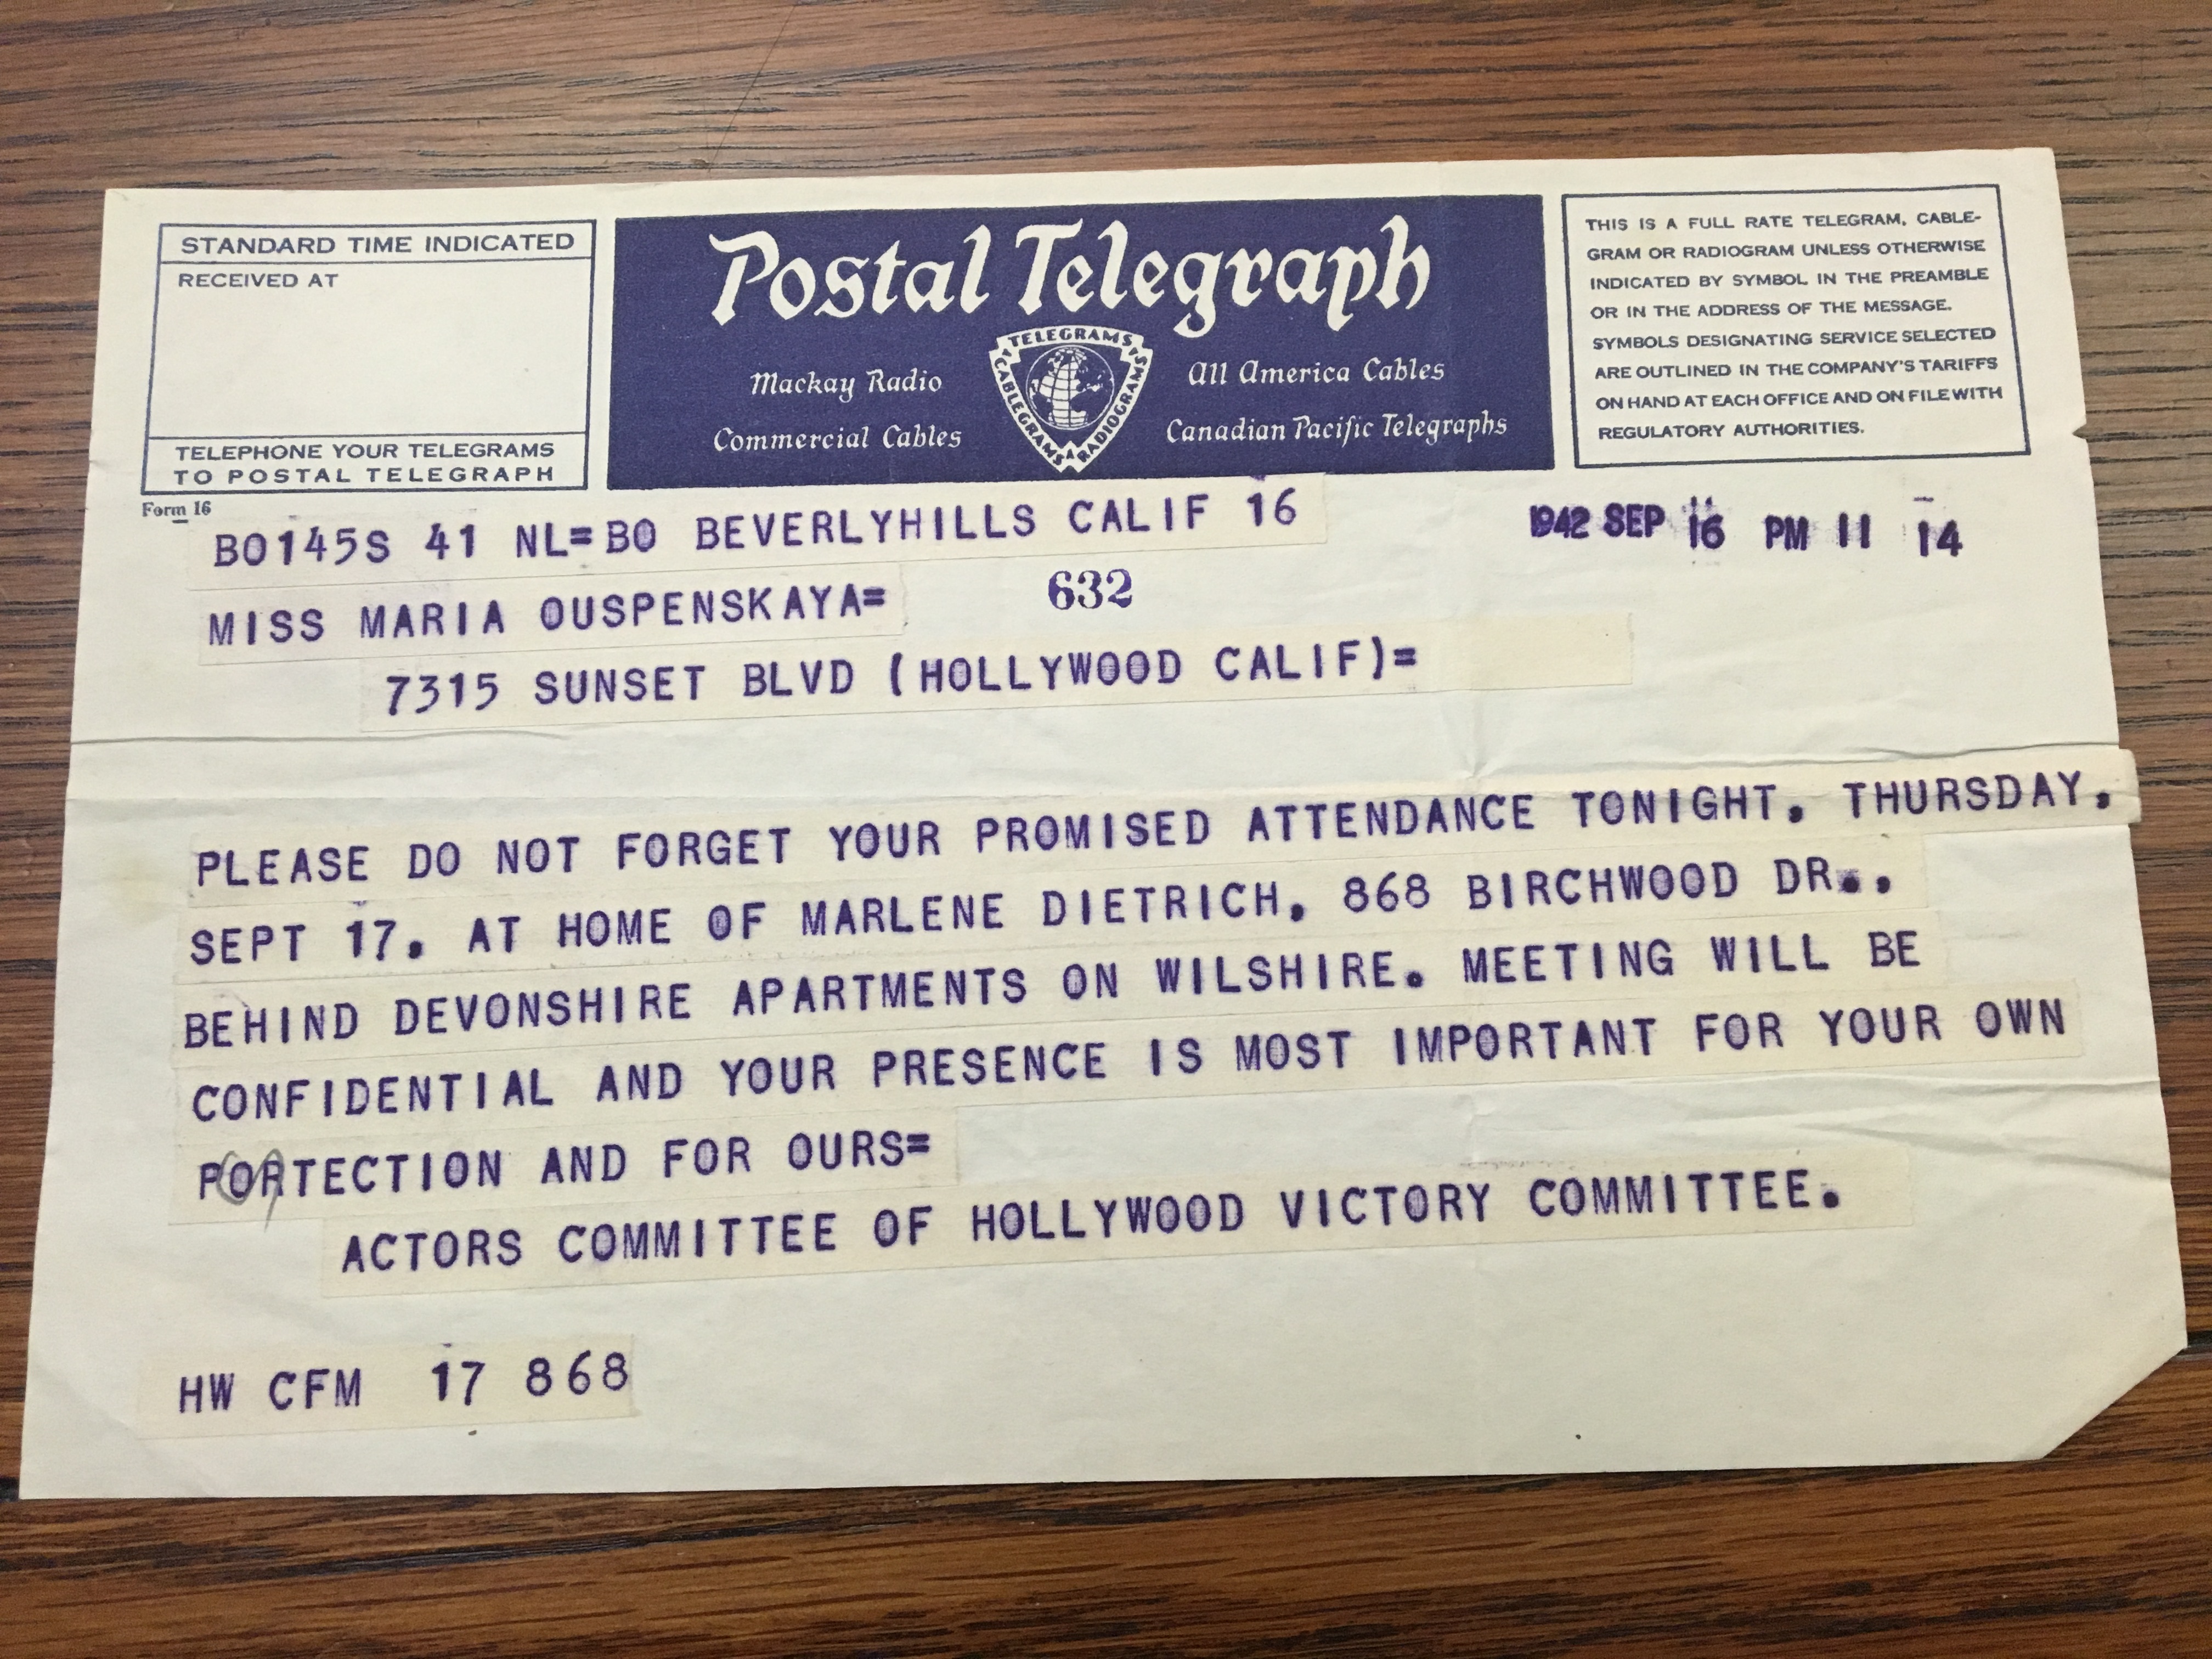 STANDARD TIME INDICATED
RECEIVED AT
TELEPHONE YOUR TELEGRAMS
TO POSTAL TELEGRAPH
Form 16
Postal Telegraph
Mackay Radio
Commercial Cables
TELEGRAMS
CABLEGRAMS
RADIOGRAMS
All America Cables
Canadian Pacific Telegraphs
THIS IS A FULL RATE TELEGRAM, CABLE-
GRAM OR RADIOGRAM UNLESS OTHERWISE
INDICATED BY SYMBOL IN THE PREAMBLE
OR IN THE ADDRESS OF THE MESSAGE.
SYMBOLS DESIGNATING SERVICE SELECTED
ARE OUTLINED IN THE COMPANY'S TARIFFS
ON HAND AT EACH OFFICE AND ON FILE WITH
REGULATORY AUTHORITIES.
BO145S 41 NL=BO BEVERLYHILLS CALIF 16
1942 SEP 16 PM 11 14
MISS MARIA OUSPENSKAYA=
632
7315 SUNSET BLVD (HOLLYWOOD CALIF)=
PLEASE DO NOT FORGET YOUR PROMISED ATTENDANCE TONIGHT. THURSDAY,
SEPT 17. AT HOME OF MARLENE DIETRICH, 868 BIRCHWOOD DR..
BEHIND DEVONSHIRE APARTMENTS ON WILSHIRE. MEETING WILL BE
CONFIDENTIAL AND YOUR PRESENCE IS MOST IMPORTANT FOR YOUR OWN
PORTECTION AND FOR OURS=
ACTORS COMMITTEE OF HOLLYWOOD VICTORY COMMITTEE.
HW CFM 17 868